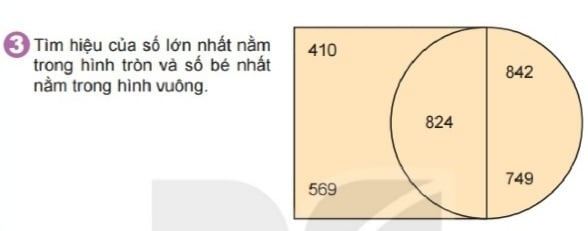 3 Tìm hiệu của số lớn nhất nằm
trong hình tròn và số bé nhất
nằm trong hình vuông.
410
842
824
569
749